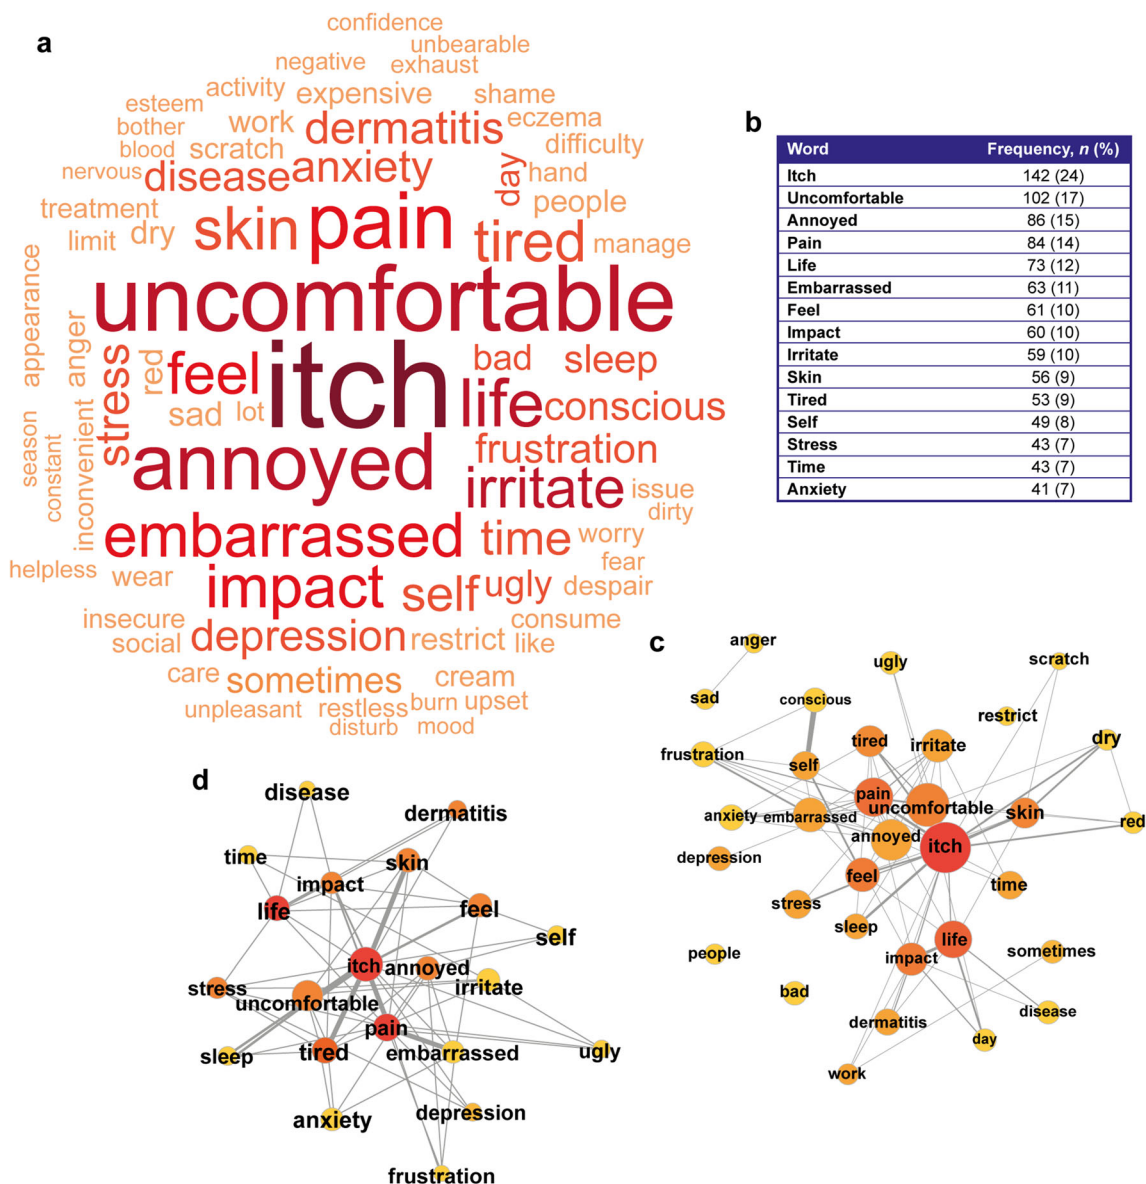 a
confidence
unbearable
negative exhaust
activity expensive shame
esteem work dermatitis eczema
bother difficulty
blood scratch anxiety day hand
nervous disease people
treatment skin pain tired manage
limit dry
appearance uncomfortable
anger stress red feel itch bad sleep
sad lot life conscious
season constant inconvenient annoyed frustration
irritate issue
dirty
embarrassed time worry
helpless wear impact self ugly fear
despair
insecure consume
social depression restrict like
care sometimes cream
unpleasant restless burn upset
disturb mood
b
Word Frequency, n (%)
Itch 142 (24)
Uncomfortable 102 (17)
Annoyed 86 (15)
Pain 84 (14)
Life 73 (12)
Embarrassed 63 (11)
Feel 61 (10)
Impact 60 (10)
Irritate 59 (10)
Skin 56 (9)
Tired 53 (9)
Self 49 (8)
Stress 43 (7)
Time 43 (7)
Anxiety 41 (7)
c
anger
ugly scratch
sad conscious restrict
frustration tired irritate dry
self
pain uncomfortable skin red
anxiety embarrassed
annoyed itch
depression
feel time
stress
sleep
people impact life sometimes
bad
dermatitis disease
day
work
d
disease
dermatitis
time skin
impact
life feel
self
itch annoyed
stress irritate
uncomfortable
pain
sleep tired embarrassed ugly
anxiety depression
frustration